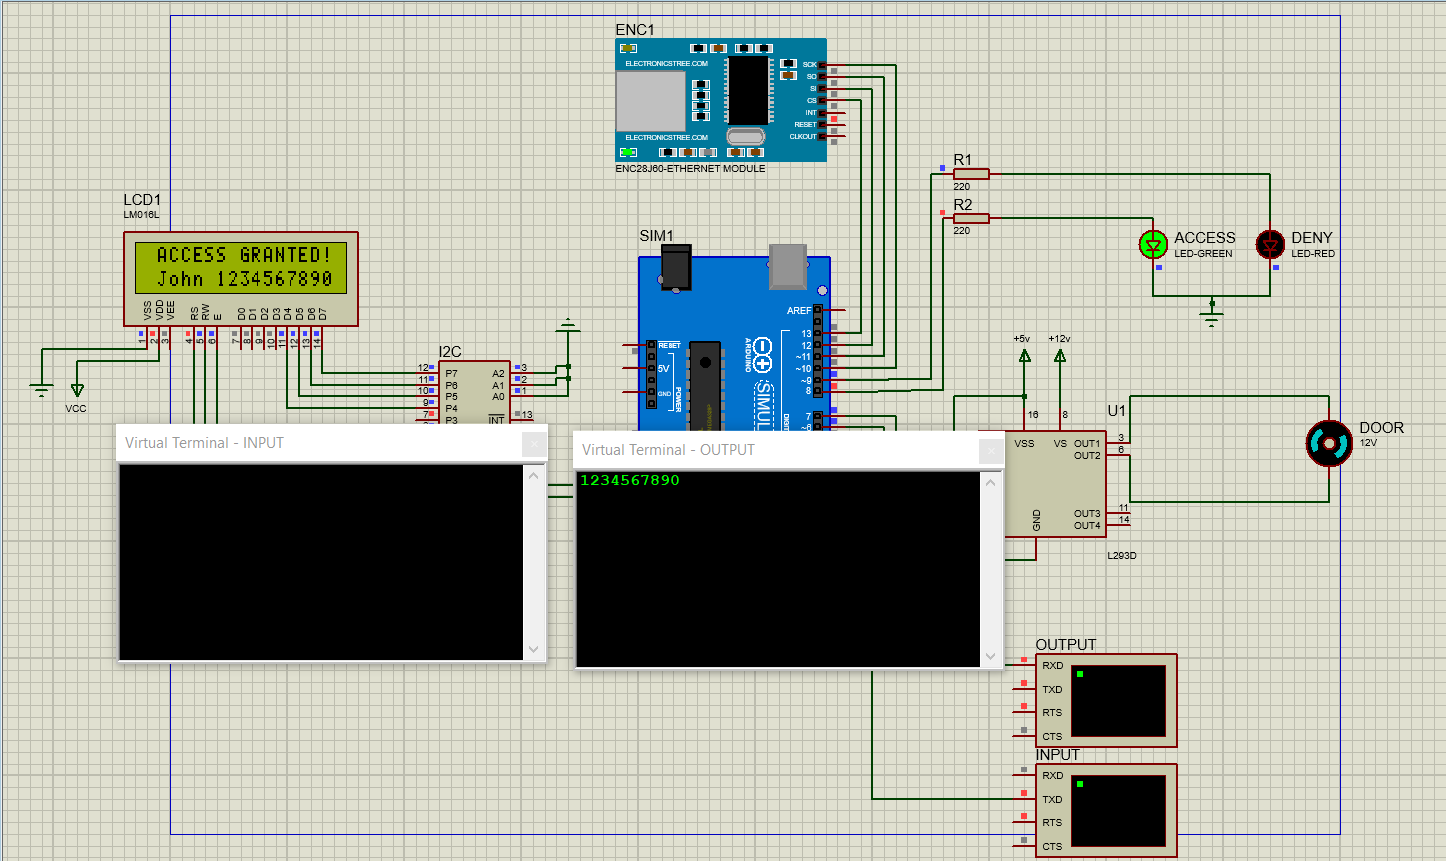 ENC1
ELECTRONICSTREE.COM
ELECTRONICSTREE.COM
SCK
SO
SI
CS
INT
RESET
CLKOUT
ENC28J60-ETHERNET MODULE
R1
220
R2
220
LCD1
LM016L
ACCESS GRANTED!
John 1234567890
VSS
VDD
VEE
RS
RW
E
D0
D1
D2
D3
D4
D5
D6
D7
1
2
3
4
5
6
7
8
9
10
11
12
13
14
VCC
I2C
12 P7 A2 3
11 P6 A1 2
10 P5 A0 1
9 P4
7 P3 INT 13
SIM1
AREF
13
12
~11
~10
~9
8
7
~6
RESET
5V
GND
POWER
ARDUINO
SIMUL
DIGIT
ACCESS
LED-GREEN
DENY
LED-RED
+5v
+12v
16
8
U1
VSS VS OUT1 3
OUT2 6
GND
OUT3 11
OUT4 14
L293D
DOOR
12V
Virtual Terminal - INPUT
Virtual Terminal - OUTPUT
1234567890
OUTPUT
RXD
TXD
RTS
CTS
INPUT
RXD
TXD
RTS
CTS